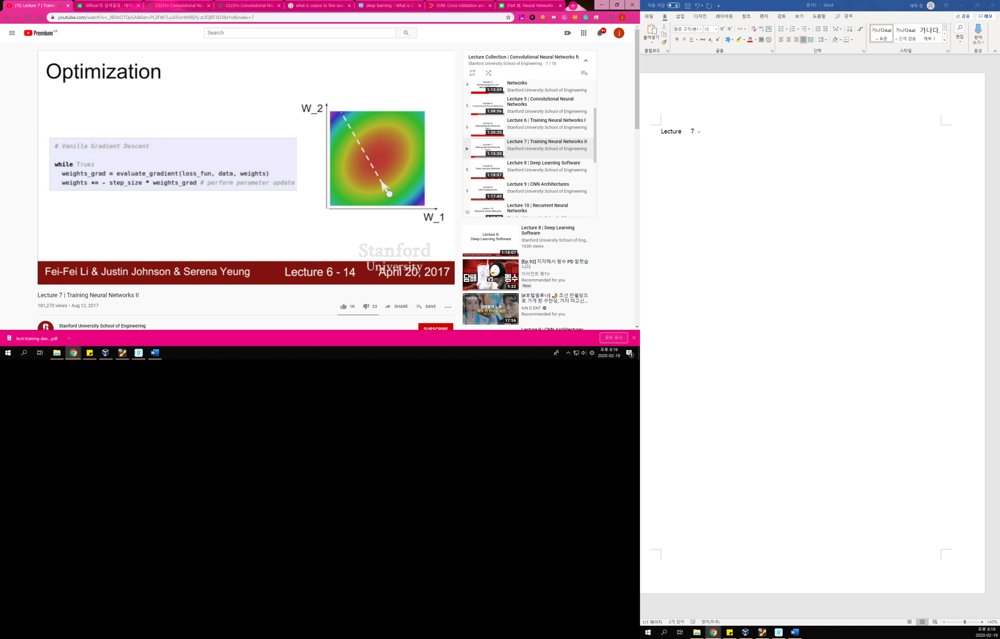 (15) Lecture 7 | Trainin
'diffuse'의 검색결과 : 네이
CS231n Convolutional Neu
CS231n Convolutional Neu
what is coarse to fine sear
deep learning - What is Co
SVM: Cross-Validation and
[Part Ⅲ. Neural Networks
youtube.com/watch?v=_JB0AO7QxSA&list=PL3FW7Lu3i5JvHM8ljYj-zLfQRF3EO8sYv&index=7
Premium KR
Search
9+
j
Optimization
# Vanilla Gradient Descent
while True:
weights_grad = evaluate_gradient(loss_fun, data, weights)
weights += - step_size * weights_grad # perform parameter update
W_2
W_1
Stanford
University
Fei-Fei Li & Justin Johnson & Serena Yeung
Lecture 6 - 14
April 20, 2017
Lecture 7 | Training Neural Networks II
181,270 views • Aug 12, 2017
1K
23
SHARE
SAVE
Stanford University School of Engineering
SUBSCRIBE
Lecture Collection | Convolutional Neural Networks fo
Stanford University School of Engineering - 7 / 16
4
1:13:59
Networks
Stanford University School of Engineering
5
1:08:56
Lecture 5 | Convolutional Neural
Networks
Stanford University School of Engineering
6
1:20:20
Lecture 6 | Training Neural Networks I
Stanford University School of Engineering
1:15:30
Lecture 7 | Training Neural Networks II
Stanford University School of Engineering
8
1:18:07
Lecture 8 | Deep Learning Software
Stanford University School of Engineering
9
1:17:40
Lecture 9 | CNN Architectures
Stanford University School of Engineering
10
Lecture 10 | Recurrent Neural
Networks
Lecture 8:
Deep Learning Software
1:18:07
Lecture 8 | Deep Learning
Software
Stanford University School of Eng...
163K views
담배 VS 펭수
9:32
[Ep.92] 지각해서 펭수 PD 잘렸습
니다
자이언트 펭TV
Recommended for you
New
장만월의 노름
바둑 한 판으로 해결
17:56
[#호텔델루나] 🌙 조선 만월당으
로 가게 된 구찬성, 거지 마고신...
tvN D ENT
Recommended for you
Lecture 9 | CNN Architectures
lec4-training-dee....pdf
모두 표시
오후 8:19
2020-02-19
1
자동 저장
끔
문서1 - Word
새하 정
파일
홈
삽입
디자인
레이아웃
참조
편지
검토
보기
도움말
검색
공유
메모
붙여넣기
클립보드
맑은 고딕(본
10
글꼴
단락
가나다AaB
표준
가나다AaB
간격 없음
가나다
제목 1
스타일
편집
받아
쓰기
음성
Lecture 7
1/1 페이지
2개 단어
영어(미국)
140%
오후 8:19
2020-02-19